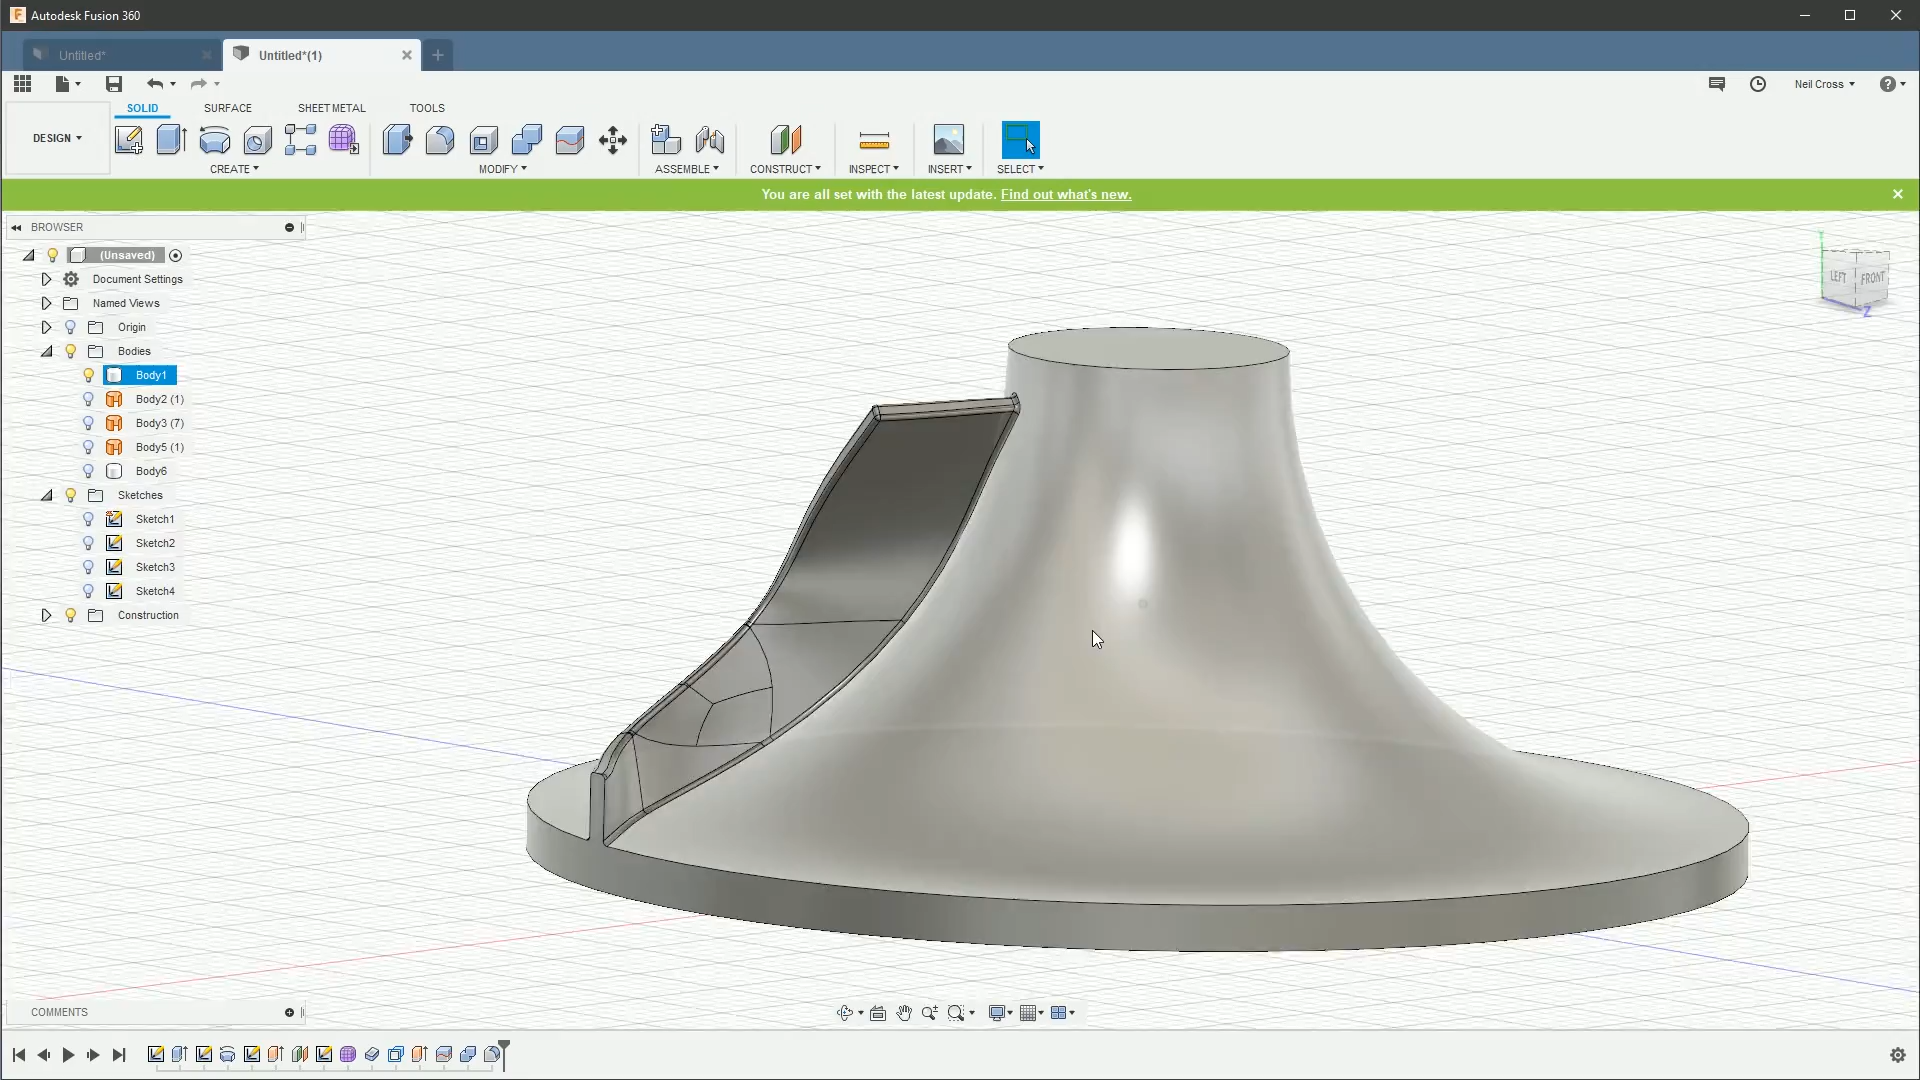 Autodesk Fusion 360
Untitled*
Untitled*(1)
Neil Cross
SOLID SURFACE SHEET METAL TOOLS
DESIGN
CREATE MODIFY ASSEMBLE CONSTRUCT INSPECT INSERT SELECT
You are all set with the latest update. Find out what's new.
BROWSER
(Unsaved)
Document Settings
Named Views
Origin
Bodies
Body1
Body2 (1)
Body3 (7)
Body5 (1)
Body6
Sketches
Sketch1
Sketch2
Sketch3
Sketch4
Construction
Y
LEFT FRONT
Z
COMMENTS